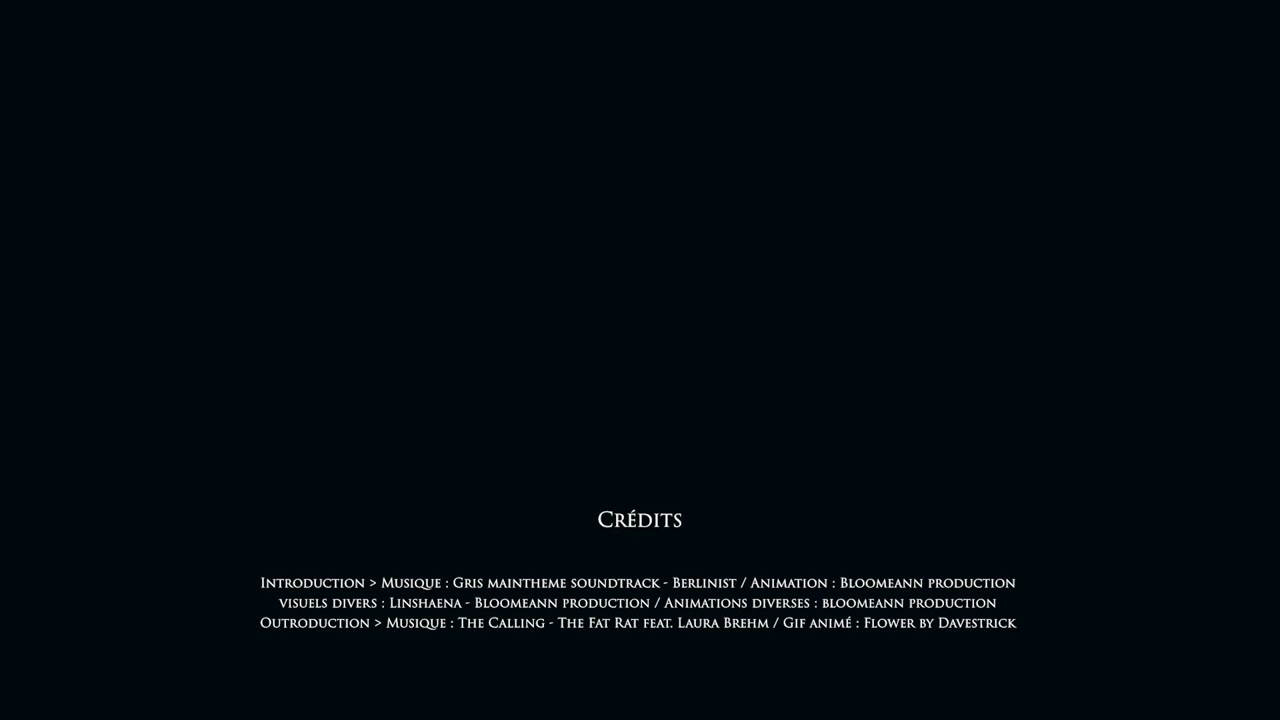 Crédits
Introduction > Musique : Gris maintheme soundtrack - Berlinist / Animation : Bloomeann production
visuels divers : Linshaena - Bloomeann production / Animations diverses : bloomeann production
Outroduction > Musique : The Calling - The Fat Rat feat. Laura Brehm / Gif animé : Flower by Davestrick